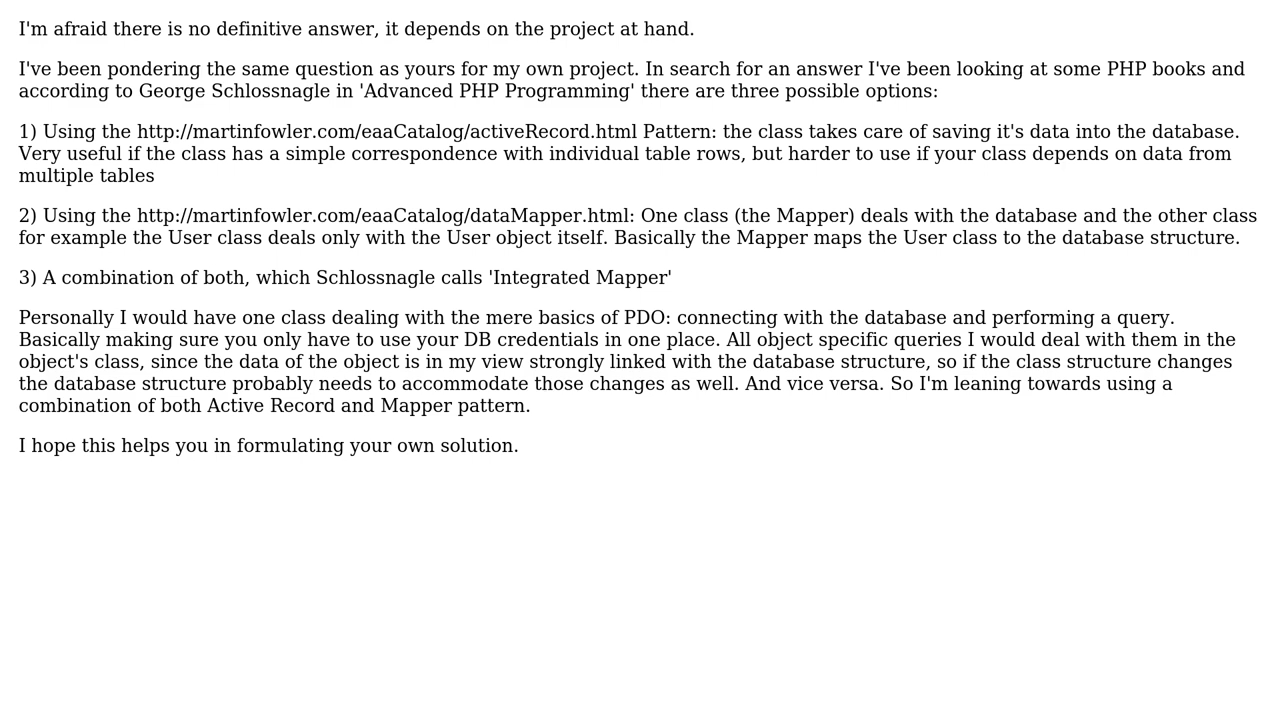 I'm afraid there is no definitive answer, it depends on the project at hand.
I've been pondering the same question as yours for my own project. In search for an answer I've been looking at some PHP books and
according to George Schlossnagle in 'Advanced PHP Programming' there are three possible options:
1) Using the http://martinfowler.com/eaaCatalog/activeRecord.html Pattern: the class takes care of saving it's data into the database.
Very useful if the class has a simple correspondence with individual table rows, but harder to use if your class depends on data from
multiple tables
2) Using the http://martinfowler.com/eaaCatalog/dataMapper.html: One class (the Mapper) deals with the database and the other class
for example the User class deals only with the User object itself. Basically the Mapper maps the User class to the database structure.
3) A combination of both, which Schlossnagle calls 'Integrated Mapper'
Personally I would have one class dealing with the mere basics of PDO: connecting with the database and performing a query.
Basically making sure you only have to use your DB credentials in one place. All object specific queries I would deal with them in the
object's class, since the data of the object is in my view strongly linked with the database structure, so if the class structure changes
the database structure probably needs to accommodate those changes as well. And vice versa. So I'm leaning towards using a
combination of both Active Record and Mapper pattern.
I hope this helps you in formulating your own solution.